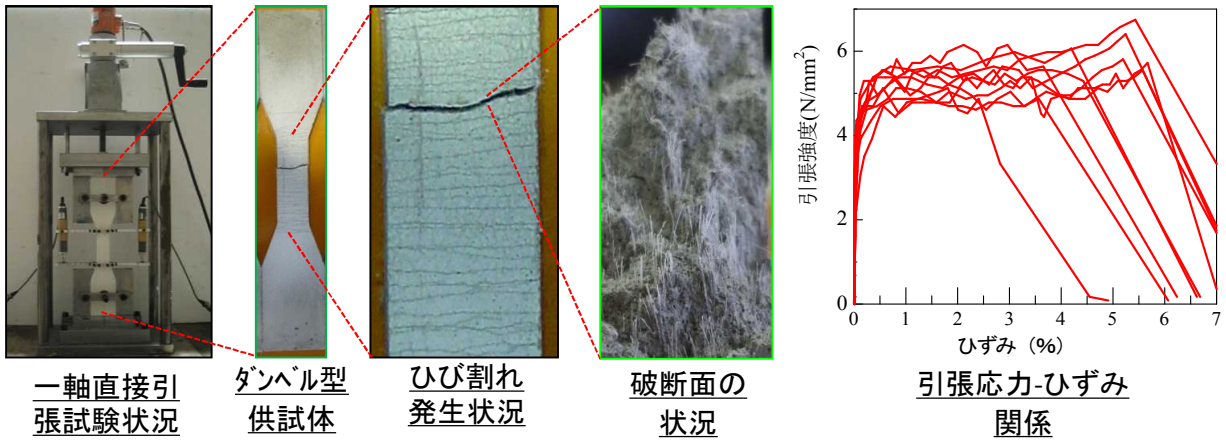 引張強度(N/mm²)
6
4
2
0
0 1 2 3 4 5 6 7
ひずみ（%）
一軸直接引
張試験状況
ﾀﾞﾝﾍﾞﾙ型
供試体
ひび割れ
発生状況
破断面の
状況
引張応力-ひずみ
関係